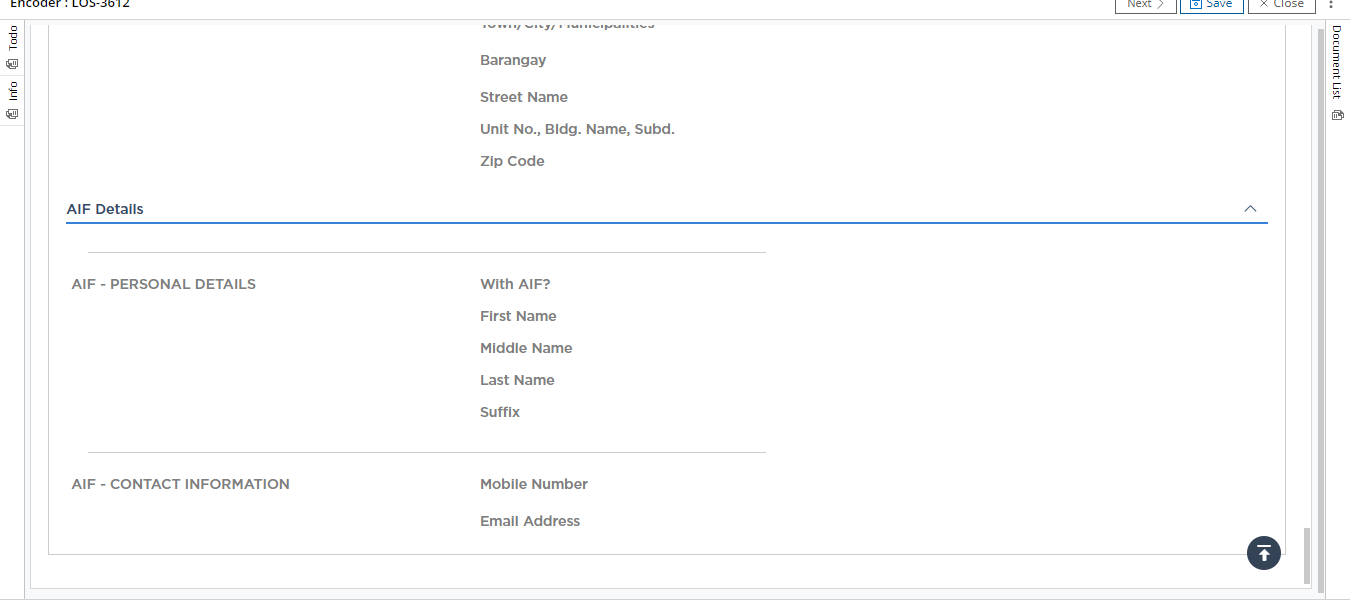 Encoder : LOS-3612
Next
Save
Close
Todo
Info
Document List
Town/City/Municipalities
Barangay
Street Name
Unit No., Bldg. Name, Subd.
Zip Code
AIF Details
AIF - PERSONAL DETAILS
With AIF?
First Name
Middle Name
Last Name
Suffix
AIF - CONTACT INFORMATION
Mobile Number
Email Address